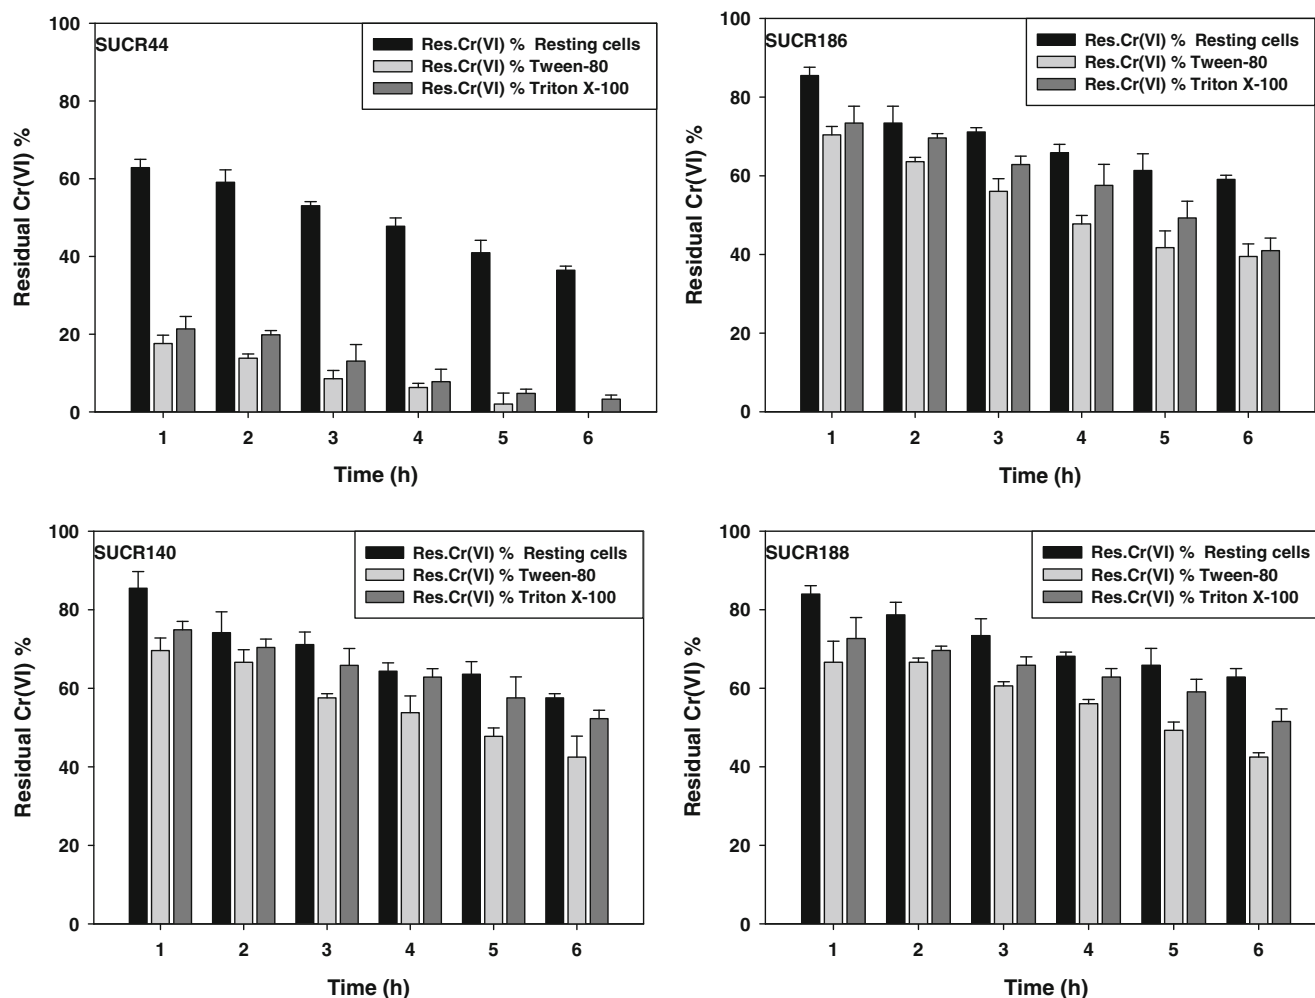 SUCR44
Res.Cr(VI) % Resting cells
Res.Cr(VI) % Tween-80
Res.Cr(VI) % Triton X-100
Residual Cr(VI) %
100
80
60
40
20
0
1 2 3 4 5 6
Time (h)
SUCR186
Res.Cr(VI) % Resting cells
Res.Cr(VI) % Tween-80
Res.Cr(VI) % Triton X-100
Residual Cr(VI) %
100
80
60
40
20
0
1 2 3 4 5 6
Time (h)
SUCR140
Res.Cr(VI) % Resting cells
Res.Cr(VI) % Tween-80
Res.Cr(VI) % Triton X-100
Residual Cr(VI) %
100
80
60
40
20
0
1 2 3 4 5 6
Time (h)
SUCR188
Res.Cr(VI) % Resting cells
Res.Cr(VI) % Tween-80
Res.Cr(VI) % Triton X-100
Residual Cr(VI) %
100
80
60
40
20
0
1 2 3 4 5 6
Time (h)